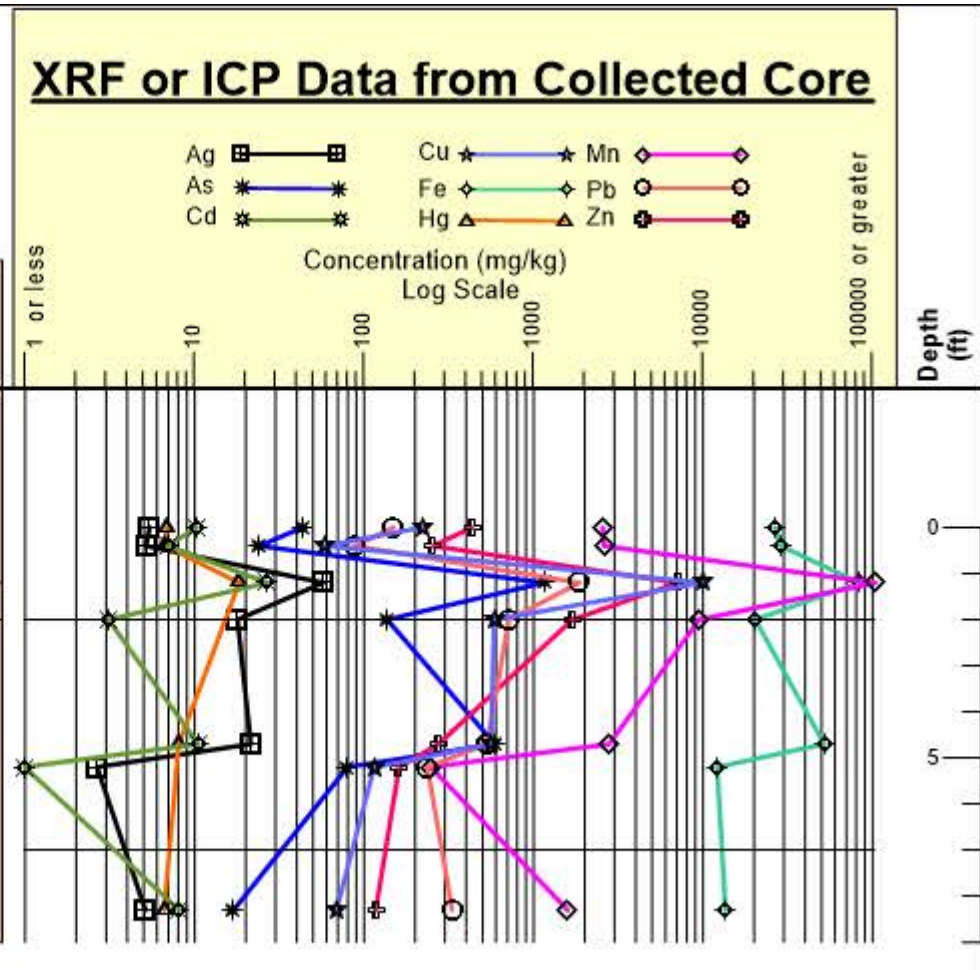 XRF or ICP Data from Collected Core
Ag Cu Mn
As Fe Pb
Cd Hg Zn
Concentration (mg/kg)
Log Scale
1 or less
10
100
1000
10000
100000 or greater
Depth
(ft)
0
5